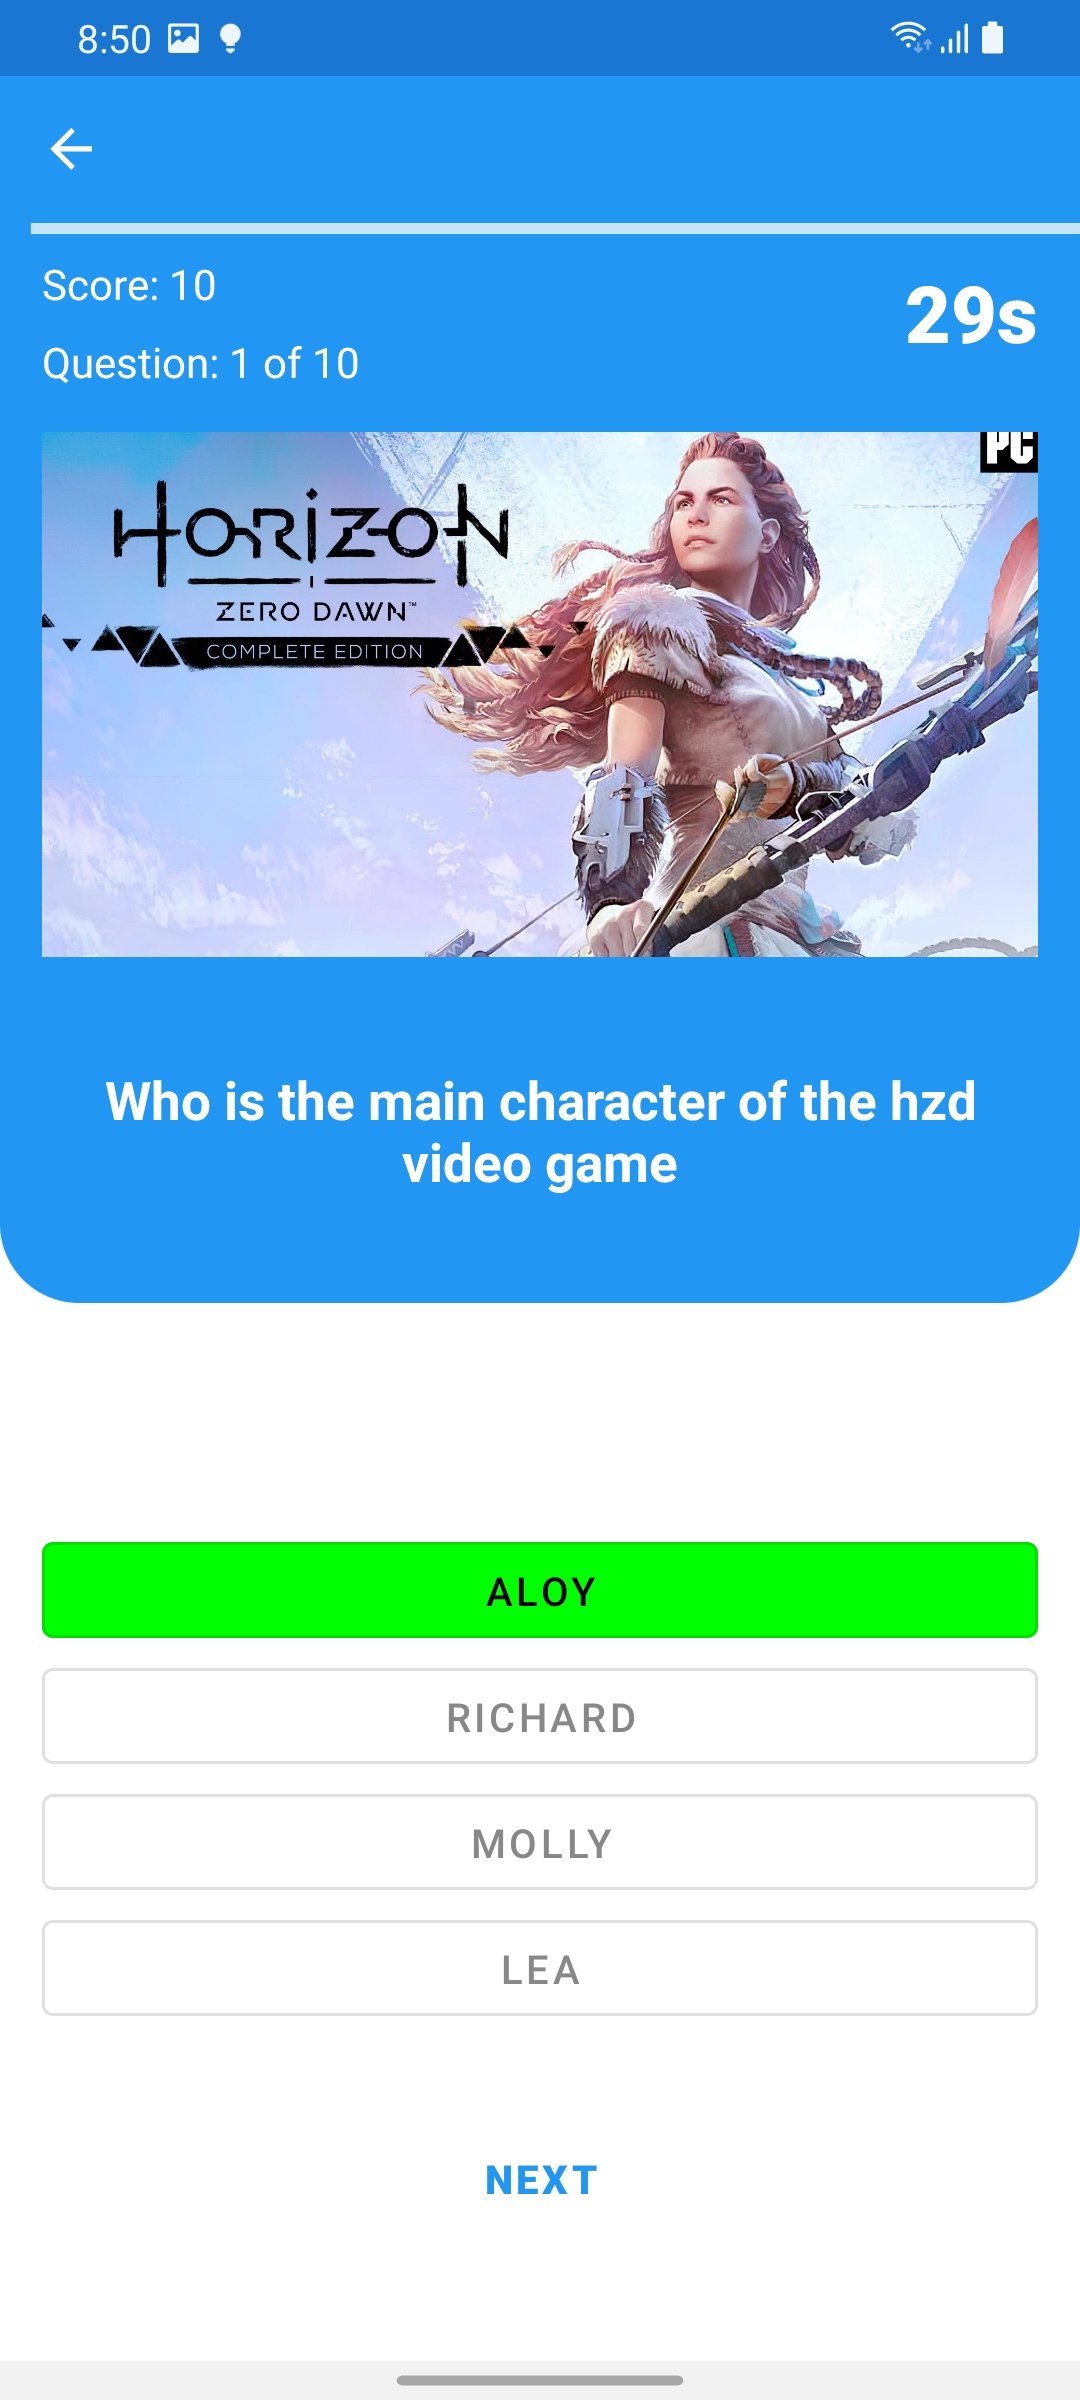 8:50
Score: 10
29s
Question: 1 of 10
PC
HORIZON
ZERO DAWN™
COMPLETE EDITION
Who is the main character of the hzd
video game
ALOY
RICHARD
MOLLY
LEA
NEXT